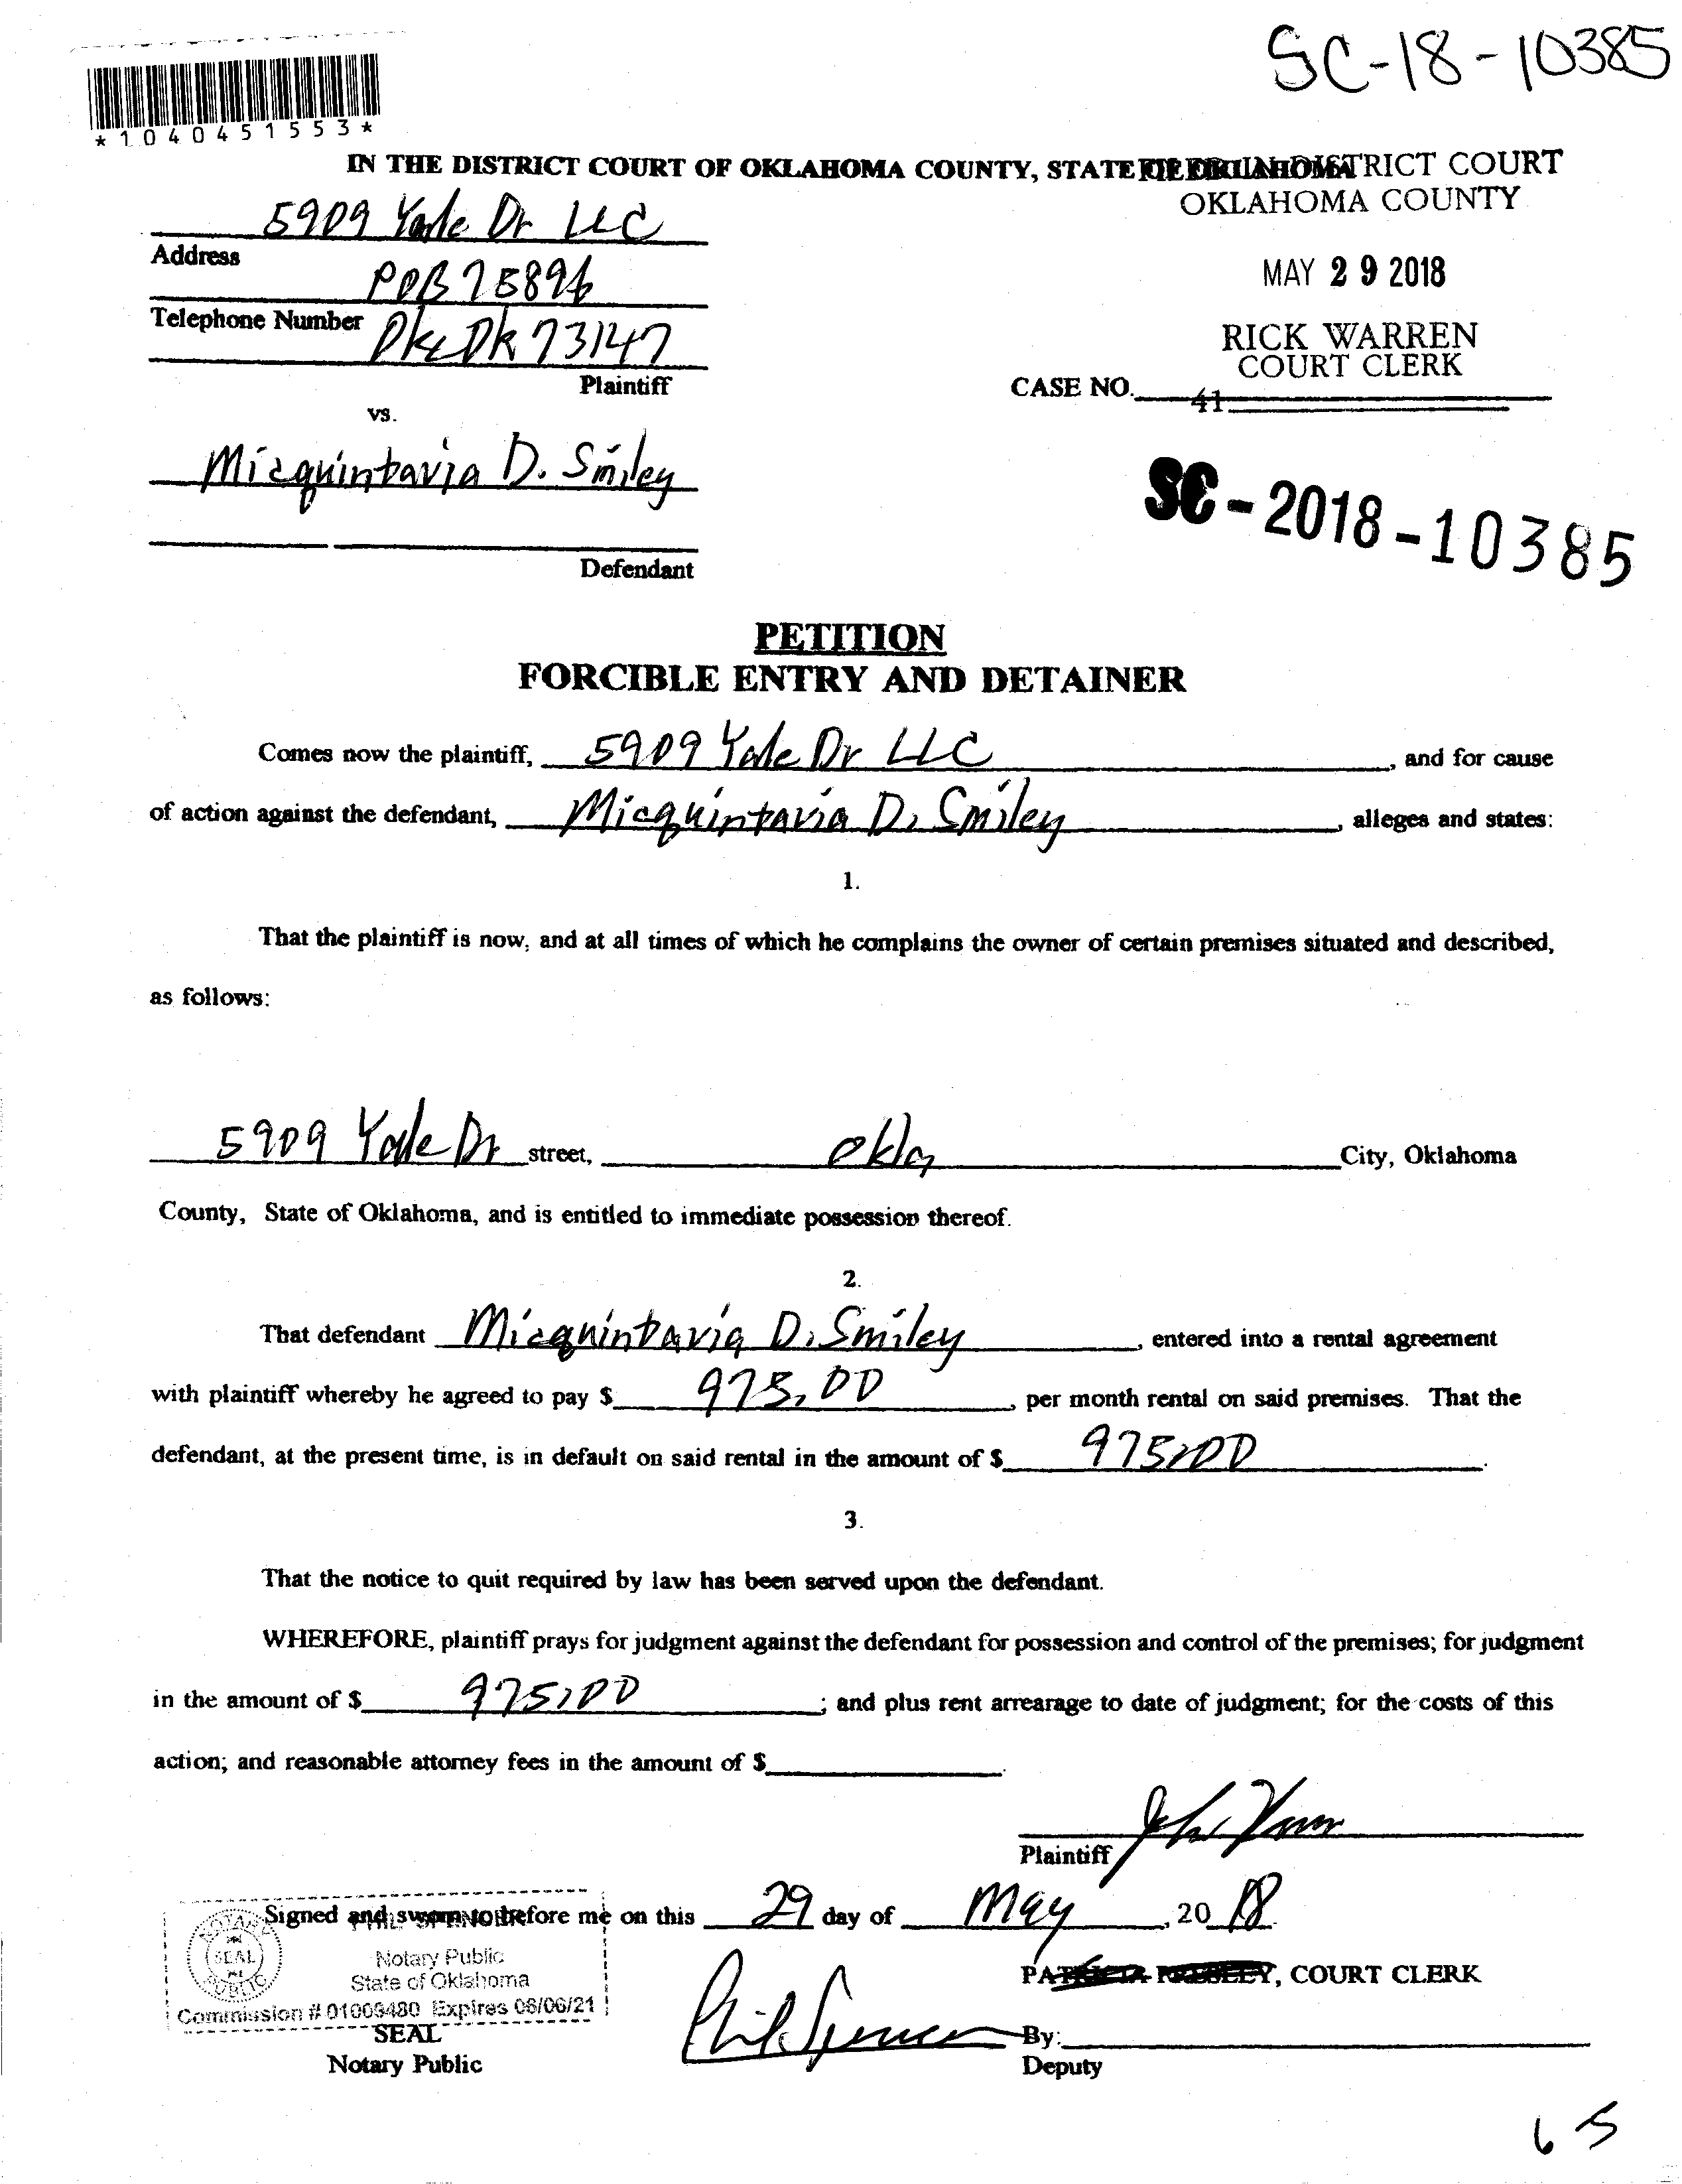 SC-18-10385
*1040451553*
IN THE DISTRICT COURT OF OKLAHOMA COUNTY, STATE OF OKLAHOMA
FILED IN DISTRICT COURT
OKLAHOMA COUNTY
5909 Yale Dr LLC
Address
MAY 29 2018
POB 75896
Telephone Number
OKC OK 73147
RICK WARREN
COURT CLERK
Plaintiff
CASE NO.
41
vs.
Micquintavia D. Smiley
SC-2018-10385
Defendant
PETITION
FORCIBLE ENTRY AND DETAINER
Comes now the plaintiff, 5909 Yale Dr LLC, and for cause
of action against the defendant, Micquintavia D. Smiley, alleges and states:
1.
That the plaintiff is now, and at all times of which he complains the owner of certain premises situated and described,
as follows:
5909 Yale Dr street, Okla City, Oklahoma
County, State of Oklahoma, and is entitled to immediate possession thereof.
2.
That defendant Micquintavia D. Smiley, entered into a rental agreement
with plaintiff whereby he agreed to pay $ 975.00, per month rental on said premises. That the
defendant, at the present time, is in default on said rental in the amount of $ 975.00.
3.
That the notice to quit required by law has been served upon the defendant.
WHEREFORE, plaintiff prays for judgment against the defendant for possession and control of the premises; for judgment
in the amount of $ 975.00; and plus rent arrearage to date of judgment; for the costs of this
action; and reasonable attorney fees in the amount of $
Plaintiff
Signed and sworn to before me on this 29 day of May, 2018.
SEAL
Notary Public
State of Oklahoma
Commission # 01009480 Expires 06/06/21
COURT CLERK
SEAL
Phil Spencer
By:
Notary Public
Deputy
65